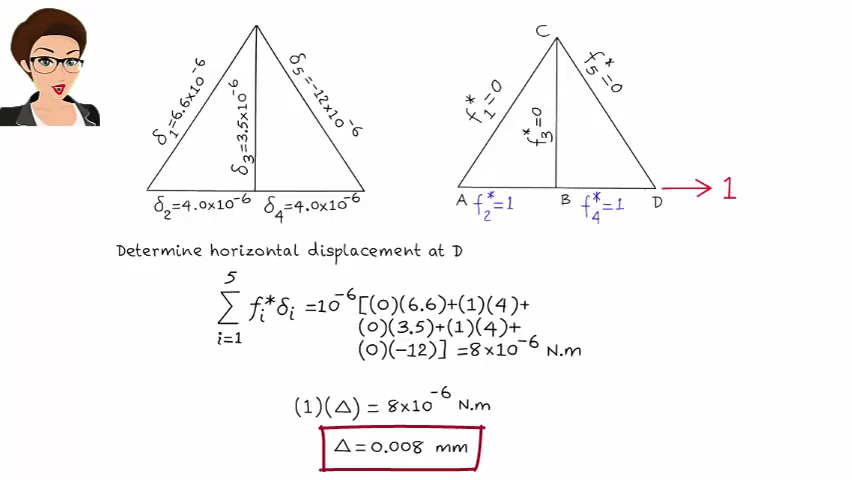 δ₁=6.6x10⁻⁶
δ₃=3.5x10⁻⁶
δ₅=-12x10⁻⁶
δ₂=4.0x10⁻⁶ δ₄=4.0x10⁻⁶
C
f₁*=0
f₃*=0
f₅*=0
A f₂*=1 B f₄*=1 D
1
Determine horizontal displacement at D
5
∑ fᵢ*δᵢ =10⁻⁶ [(0)(6.6)+(1)(4)+
i=1
(0)(3.5)+(1)(4)+
(0)(-12)] =8x10⁻⁶ N.m
(1)(Δ) = 8x10⁻⁶ N.m
Δ=0.008 mm